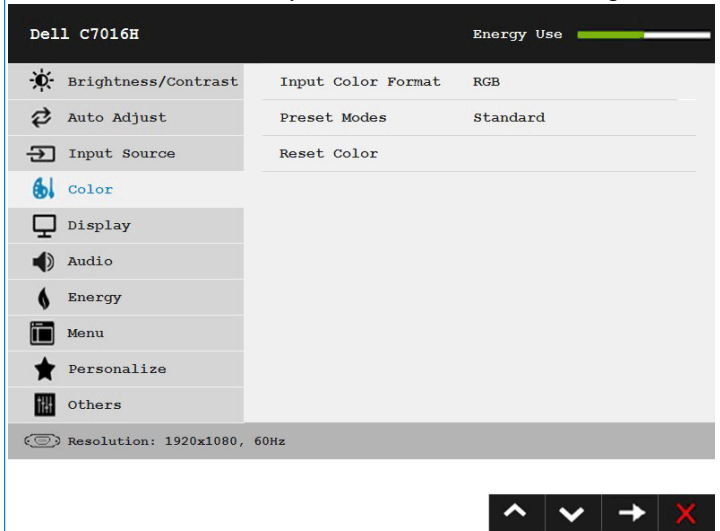 Dell C7016H Energy Use
Brightness/Contrast Input Color Format RGB
Auto Adjust Preset Modes Standard
Input Source Reset Color
Color
Display
Audio
Energy
Menu
Personalize
Others
Resolution: 1920x1080, 60Hz